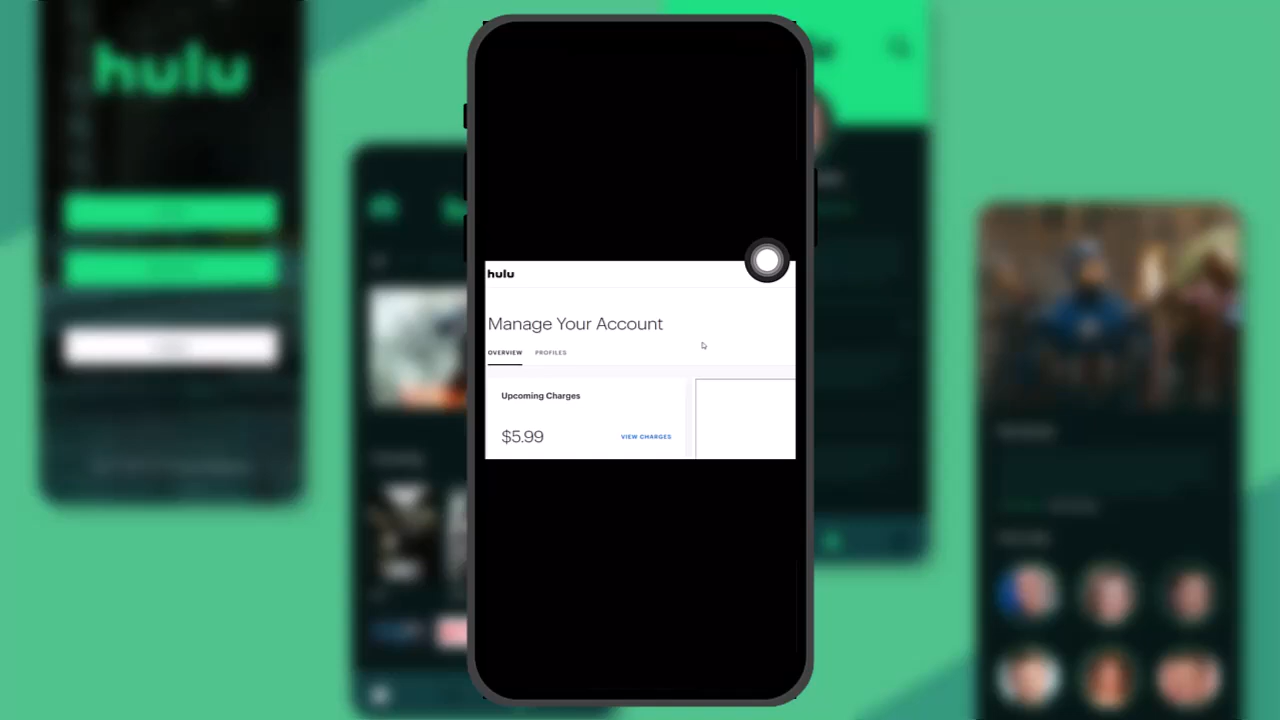 hulu
hulu
Manage Your Account
OVERVIEW PROFILES
Upcoming Charges
$5.99 VIEW CHARGES